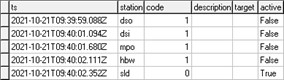 ts station code description target active
2021-10-21T09:39:59.088Z dso 1 False
2021-10-21T09:40:01.094Z dsi 1 False
2021-10-21T09:40:01.680Z mpo 1 False
2021-10-21T09:40:02.111Z hbw 1 False
2021-10-21T09:40:02.352Z sld 0 True